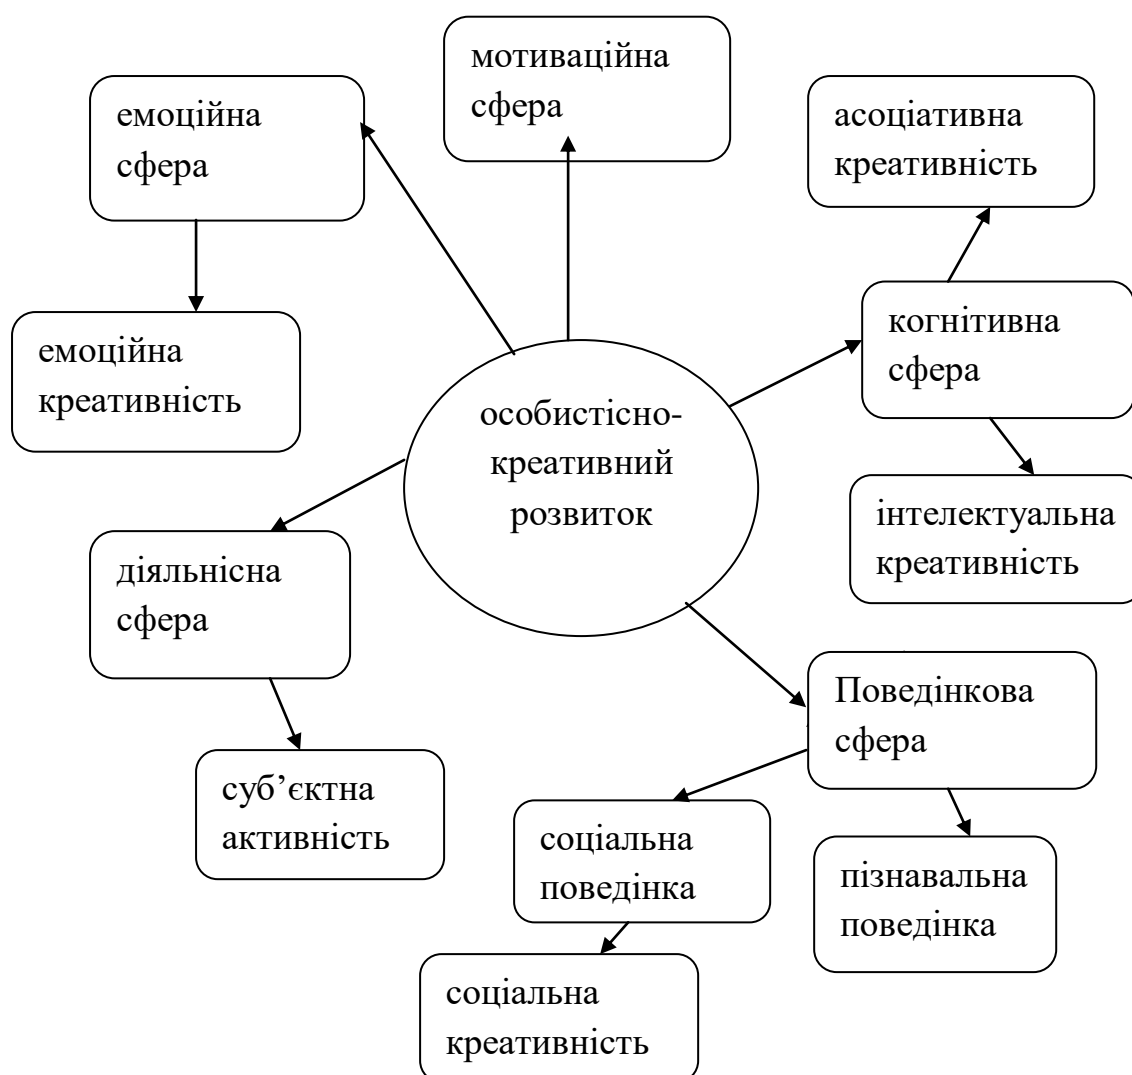 мотиваційна
сфера
емоційна
сфера
асоціативна
креативність
емоційна
креативність
когнітивна
сфера
особистісно-
креативний
розвиток
інтелектуальна
креативність
діяльнісна
сфера
Поведінкова
сфера
суб’єктна
активність
соціальна
поведінка
пізнавальна
поведінка
соціальна
креативність